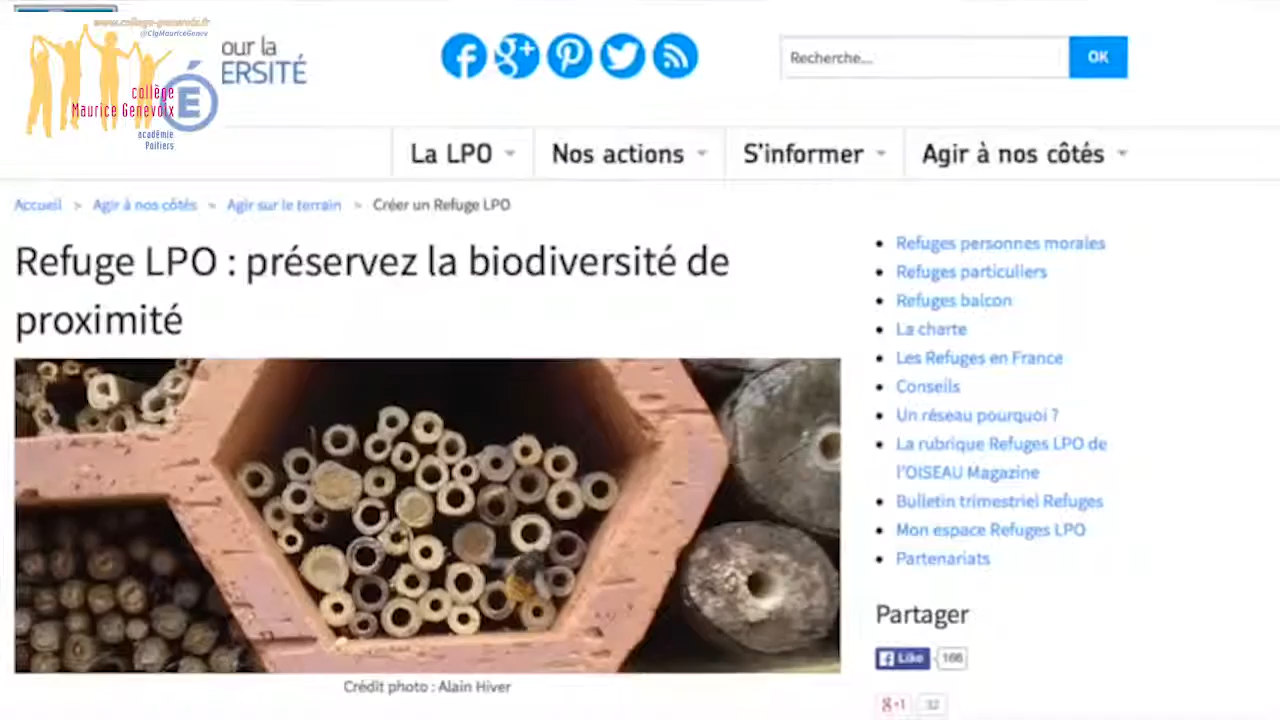 www.college-genevoix.fr
@ClgMauriceGenev
our la
ERSITÉ
collège
Maurice Genevoix
É
académie
Poitiers
f
g+
Recherche...
OK
La LPO
Nos actions
S'informer
Agir à nos côtés
Accueil > Agir à nos côtés > Agir sur le terrain > Créer un Refuge LPO
Refuge LPO : préservez la biodiversité de
proximité
Refuges personnes morales
Refuges particuliers
Refuges balcon
La charte
Les Refuges en France
Conseils
Un réseau pourquoi ?
La rubrique Refuges LPO de
l'OISEAU Magazine
Bulletin trimestriel Refuges
Mon espace Refuges LPO
Partenariats
Partager
f Like 166
g+1 32
Crédit photo : Alain Hiver